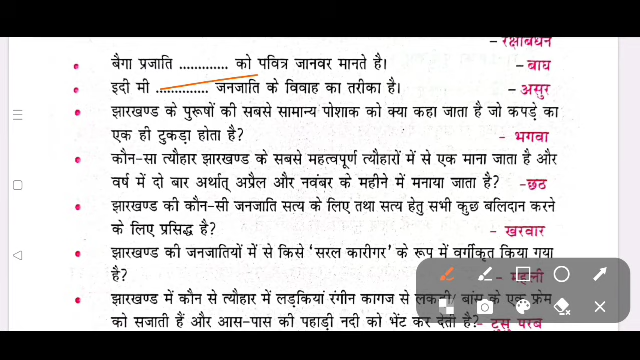 – रक्षाबंधन
बैगा प्रजाति ............. को पवित्र जानवर मानते है। – बाघ
इदी मी .............. जनजाति के विवाह का तरीका है। – असुर
झारखण्ड के पुरूषों की सबसे सामान्य पोशाक को क्या कहा जाता है जो कपड़े का
एक ही टुकड़ा होता है? – भगवा
कौन-सा त्यौहार झारखण्ड के सबसे महत्वपूर्ण त्यौहारों में से एक माना जाता है और
वर्ष में दो बार अर्थात् अप्रैल और नवंबर के महीने में मनाया जाता है? –छठ
झारखण्ड की कौन-सी जनजाति सत्य के लिए तथा सत्य हेतु सभी कुछ बलिदान करने
के लिए प्रसिद्ध है? – खरवार
झारखण्ड की जनजातियों में से किसे ‘सरल कारीगर’ के रूप में वर्गीकृत किया गया
है?
झारखण्ड में कौन से त्यौहार में लड़कियां रंगीन कागज से लकड़ी/ बांस के एक फ्रेम
को सजाती हैं और आस-पास की पहाड़ी नदी को भेंट कर देती है? – टुसु परब